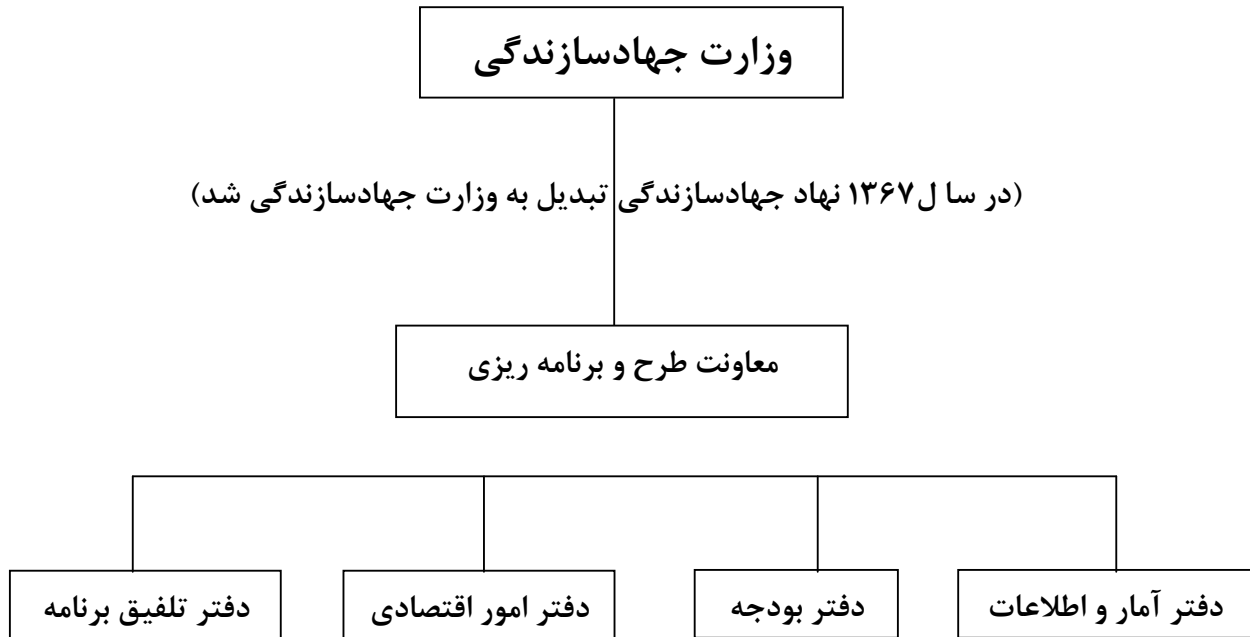 وزارت جهادسازندگی
(در سا ل۱۳۶۷ نهاد جهادسازندگی تبدیل به وزارت جهادسازندگی شد)
معاونت طرح و برنامه ریزی
دفتر آمار و اطلاعات
دفتر بودجه
دفتر امور اقتصادی
دفتر تلفیق برنامه